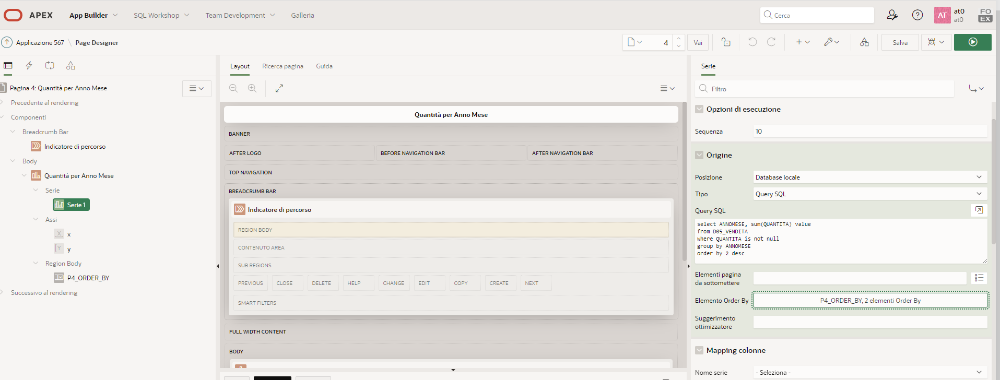 APEX
App Builder
SQL Workshop
Team Development
Galleria
Cerca
AT
at0
at0
FO
EX
Applicazione 567 \ Page Designer
4
Vai
Salva
Pagina 4: Quantità per Anno Mese
Precedente al rendering
Componenti
Breadcrumb Bar
Indicatore di percorso
Body
Quantità per Anno Mese
Serie
Serie 1
Assi
X x
Y y
Region Body
P4_ORDER_BY
Successivo al rendering
Layout
Ricerca pagina
Guida
Quantità per Anno Mese
BANNER
AFTER LOGO
BEFORE NAVIGATION BAR
AFTER NAVIGATION BAR
TOP NAVIGATION
BREADCRUMB BAR
Indicatore di percorso
REGION BODY
CONTENUTO AREA
SUB REGIONS
PREVIOUS
CLOSE
DELETE
HELP
CHANGE
EDIT
COPY
CREATE
NEXT
SMART FILTERS
FULL WIDTH CONTENT
BODY
Serie
Filtro
Opzioni di esecuzione
Sequenza 10
Origine
Posizione Database locale
Tipo Query SQL
Query SQL
select ANNOMESE, sum(QUANTITA) value
from D05_VENDITA
where QUANTITA is not null
group by ANNOMESE
order by 2 desc
Elementi pagina
da sottomettere
Elemento Order By P4_ORDER_BY, 2 elementi Order By
Suggerimento
ottimizzatore
Mapping colonne
Nome serie - Seleziona -